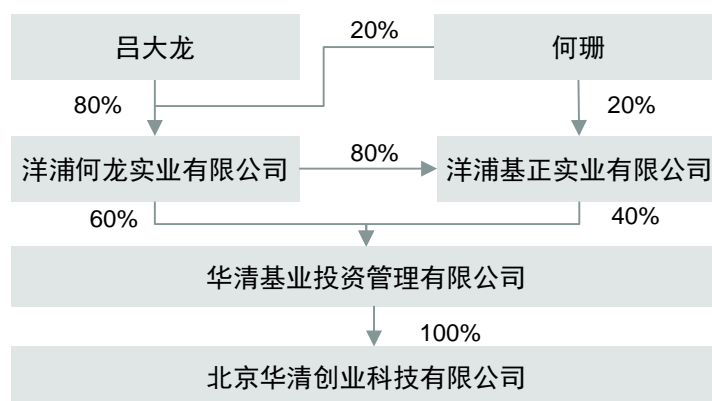 吕大龙
20%
何珊
80%
20%
洋浦何龙实业有限公司
80%
洋浦基正实业有限公司
60%
40%
华清基业投资管理有限公司
100%
北京华清创业科技有限公司